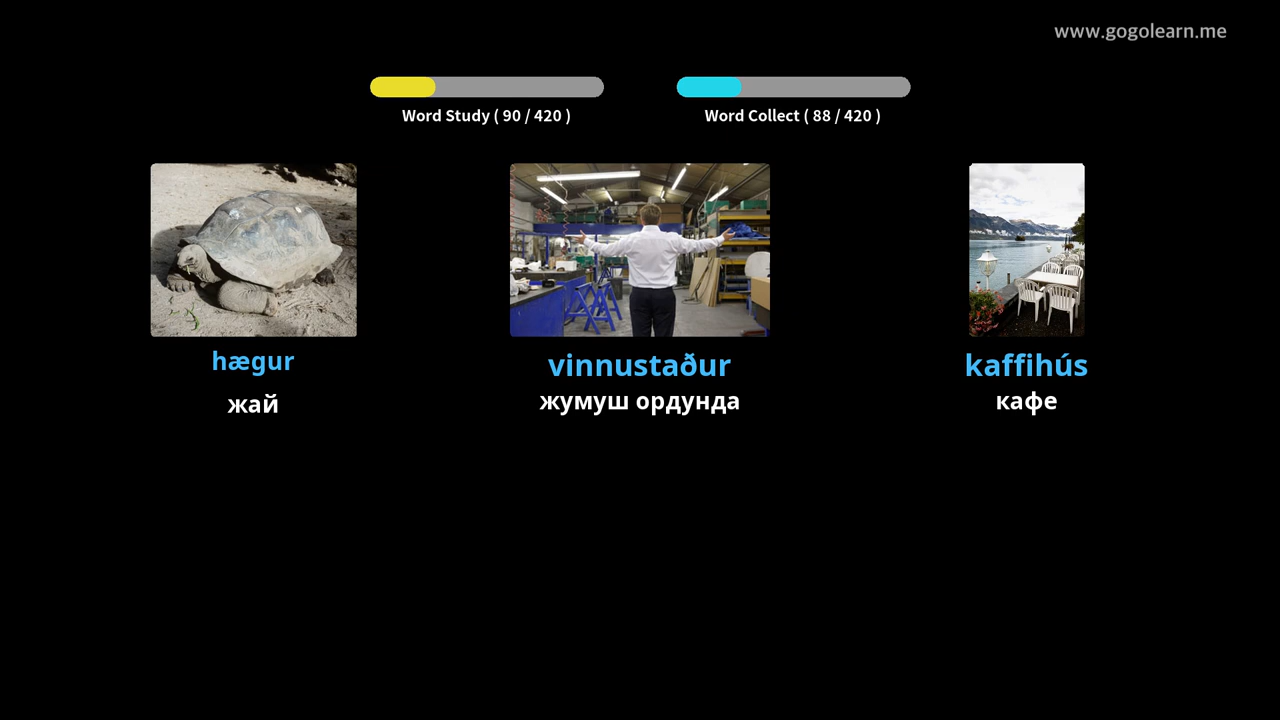 www.gogolearn.me
Word Study ( 90 / 420 )
Word Collect ( 88 / 420 )
hægur
жай
vinnustaður
жумуш ордунда
kaffihús
кафе